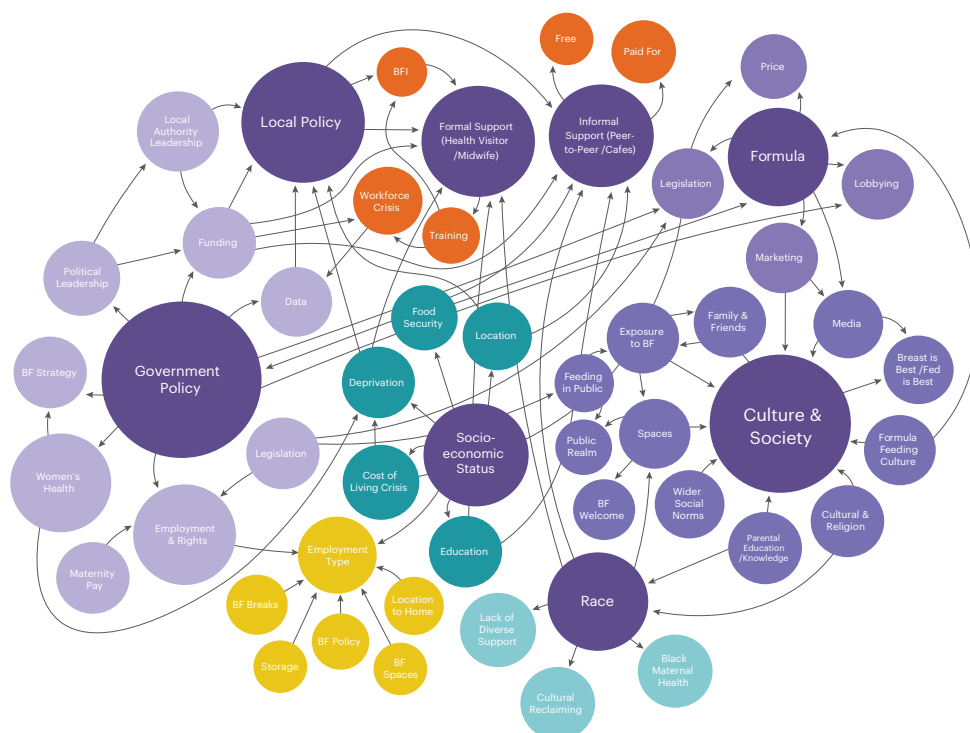 Free
Paid For
Price
BFI
Local
Authority
Leadership
Local Policy
Formal Support
(Health Visitor
/Midwife)
Informal
Support (Peer-
to-Peer /Cafes)
Formula
Legislation
Lobbying
Workforce
Crisis
Training
Funding
Political
Leadership
Data
Marketing
Food
Security
Location
Exposure
to BF
Family &
Friends
Media
BF Strategy
Government
Policy
Deprivation
Feeding
in Public
Breast is
Best /Fed
is Best
Culture &
Society
Legislation
Socio-
economic
Status
Public
Realm
Spaces
Formula
Feeding
Culture
Women's
Health
Cost of
Living Crisis
BF
Welcome
Wider
Social
Norms
Cultural &
Religion
Employment
& Rights
Employment
Type
Education
Parental
Education
/Knowledge
Maternity
Pay
BF Breaks
Location
to Home
Race
Lack of
Diverse
Support
BF Policy
Storage
BF
Spaces
Black
Maternal
Health
Cultural
Reclaiming